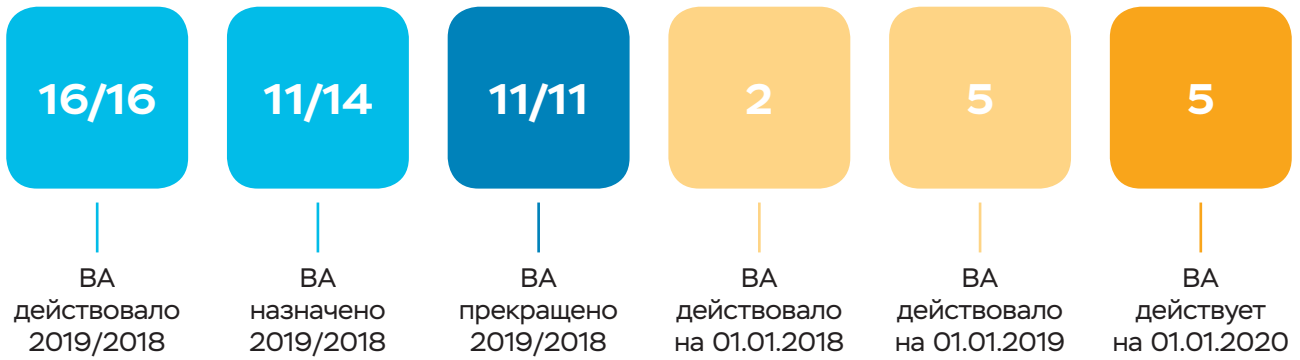 16/16
11/14
11/11
2
5
5
ВА
действовало
2019/2018
ВА
назначено
2019/2018
ВА
прекращено
2019/2018
ВА
действовало
на 01.01.2018
ВА
действовало
на 01.01.2019
ВА
действует
на 01.01.2020